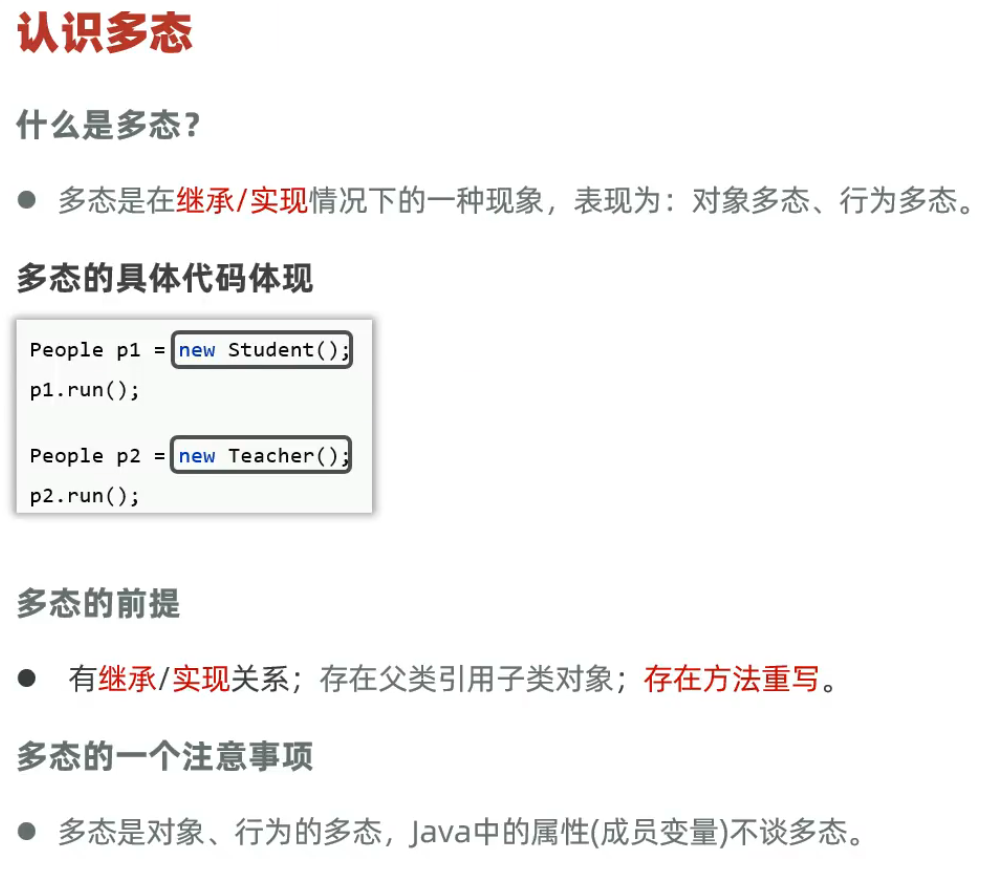 认识多态
什么是多态？
● 多态是在继承/实现情况下的一种现象，表现为：对象多态、行为多态。
多态的具体代码体现
People p1 = new Student();
p1.run();
People p2 = new Teacher();
p2.run();
多态的前提
● 有继承/实现关系；存在父类引用子类对象；存在方法重写。
多态的一个注意事项
● 多态是对象、行为的多态，Java中的属性(成员变量)不谈多态。